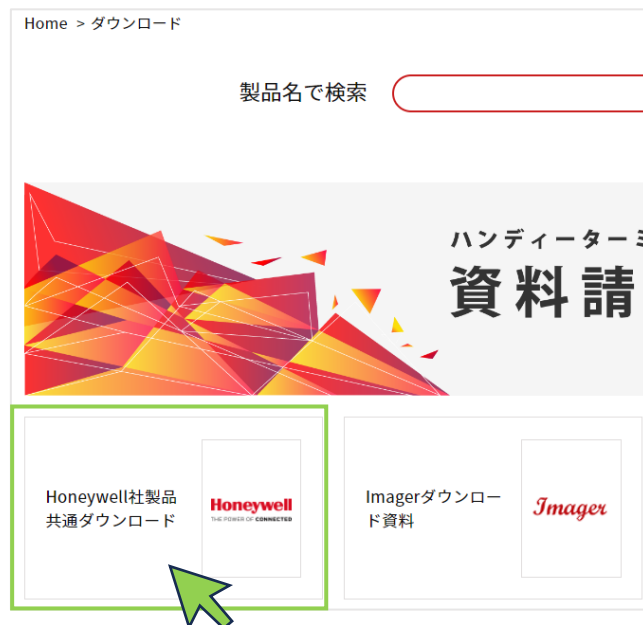 Home > ダウンロード
製品名で検索
ハンディーターミ
資料請
Honeywell社製品
共通ダウンロード
Honeywell
THE POWER OF CONNECTED
Imagerダウンロー
ド資料
Imager